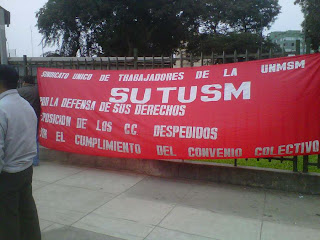 SINDICATO UNICO DE TRABAJADORES DE LA UNMSM
SUTUSM
POR LA DEFENSA DE SUS DERECHOS
POSICION DE LOS CC DESPEDIDOS
POR EL CUMPLIMIENTO DEL CONVENIO COLECTIVO